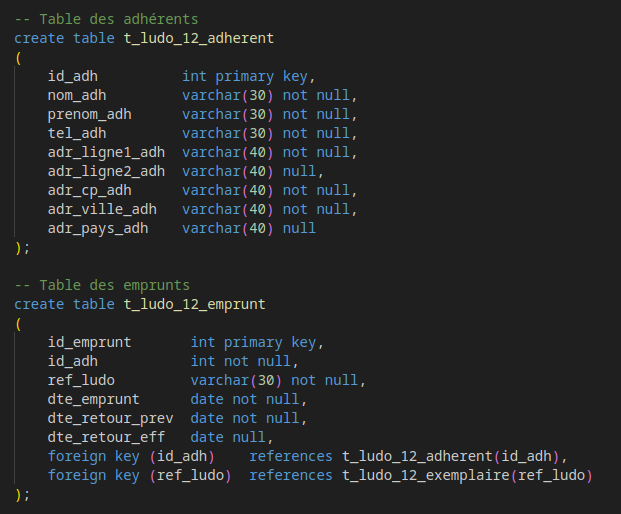 -- Table des adhérents
create table t_ludo_12_adherent
(
    id_adh          int primary key,
    nom_adh         varchar(30) not null,
    prenom_adh      varchar(30) not null,
    tel_adh         varchar(30) not null,
    adr_ligne1_adh  varchar(40) not null,
    adr_ligne2_adh  varchar(40) null,
    adr_cp_adh      varchar(40) not null,
    adr_ville_adh   varchar(40) not null,
    adr_pays_adh    varchar(40) null
);

-- Table des emprunts
create table t_ludo_12_emprunt
(
    id_emprunt       int primary key,
    id_adh           int not null,
    ref_ludo         varchar(30) not null,
    dte_emprunt      date not null,
    dte_retour_prev  date not null,
    dte_retour_eff   date null,
    foreign key (id_adh)    references t_ludo_12_adherent(id_adh),
    foreign key (ref_ludo)  references t_ludo_12_exemplaire(ref_ludo)
);